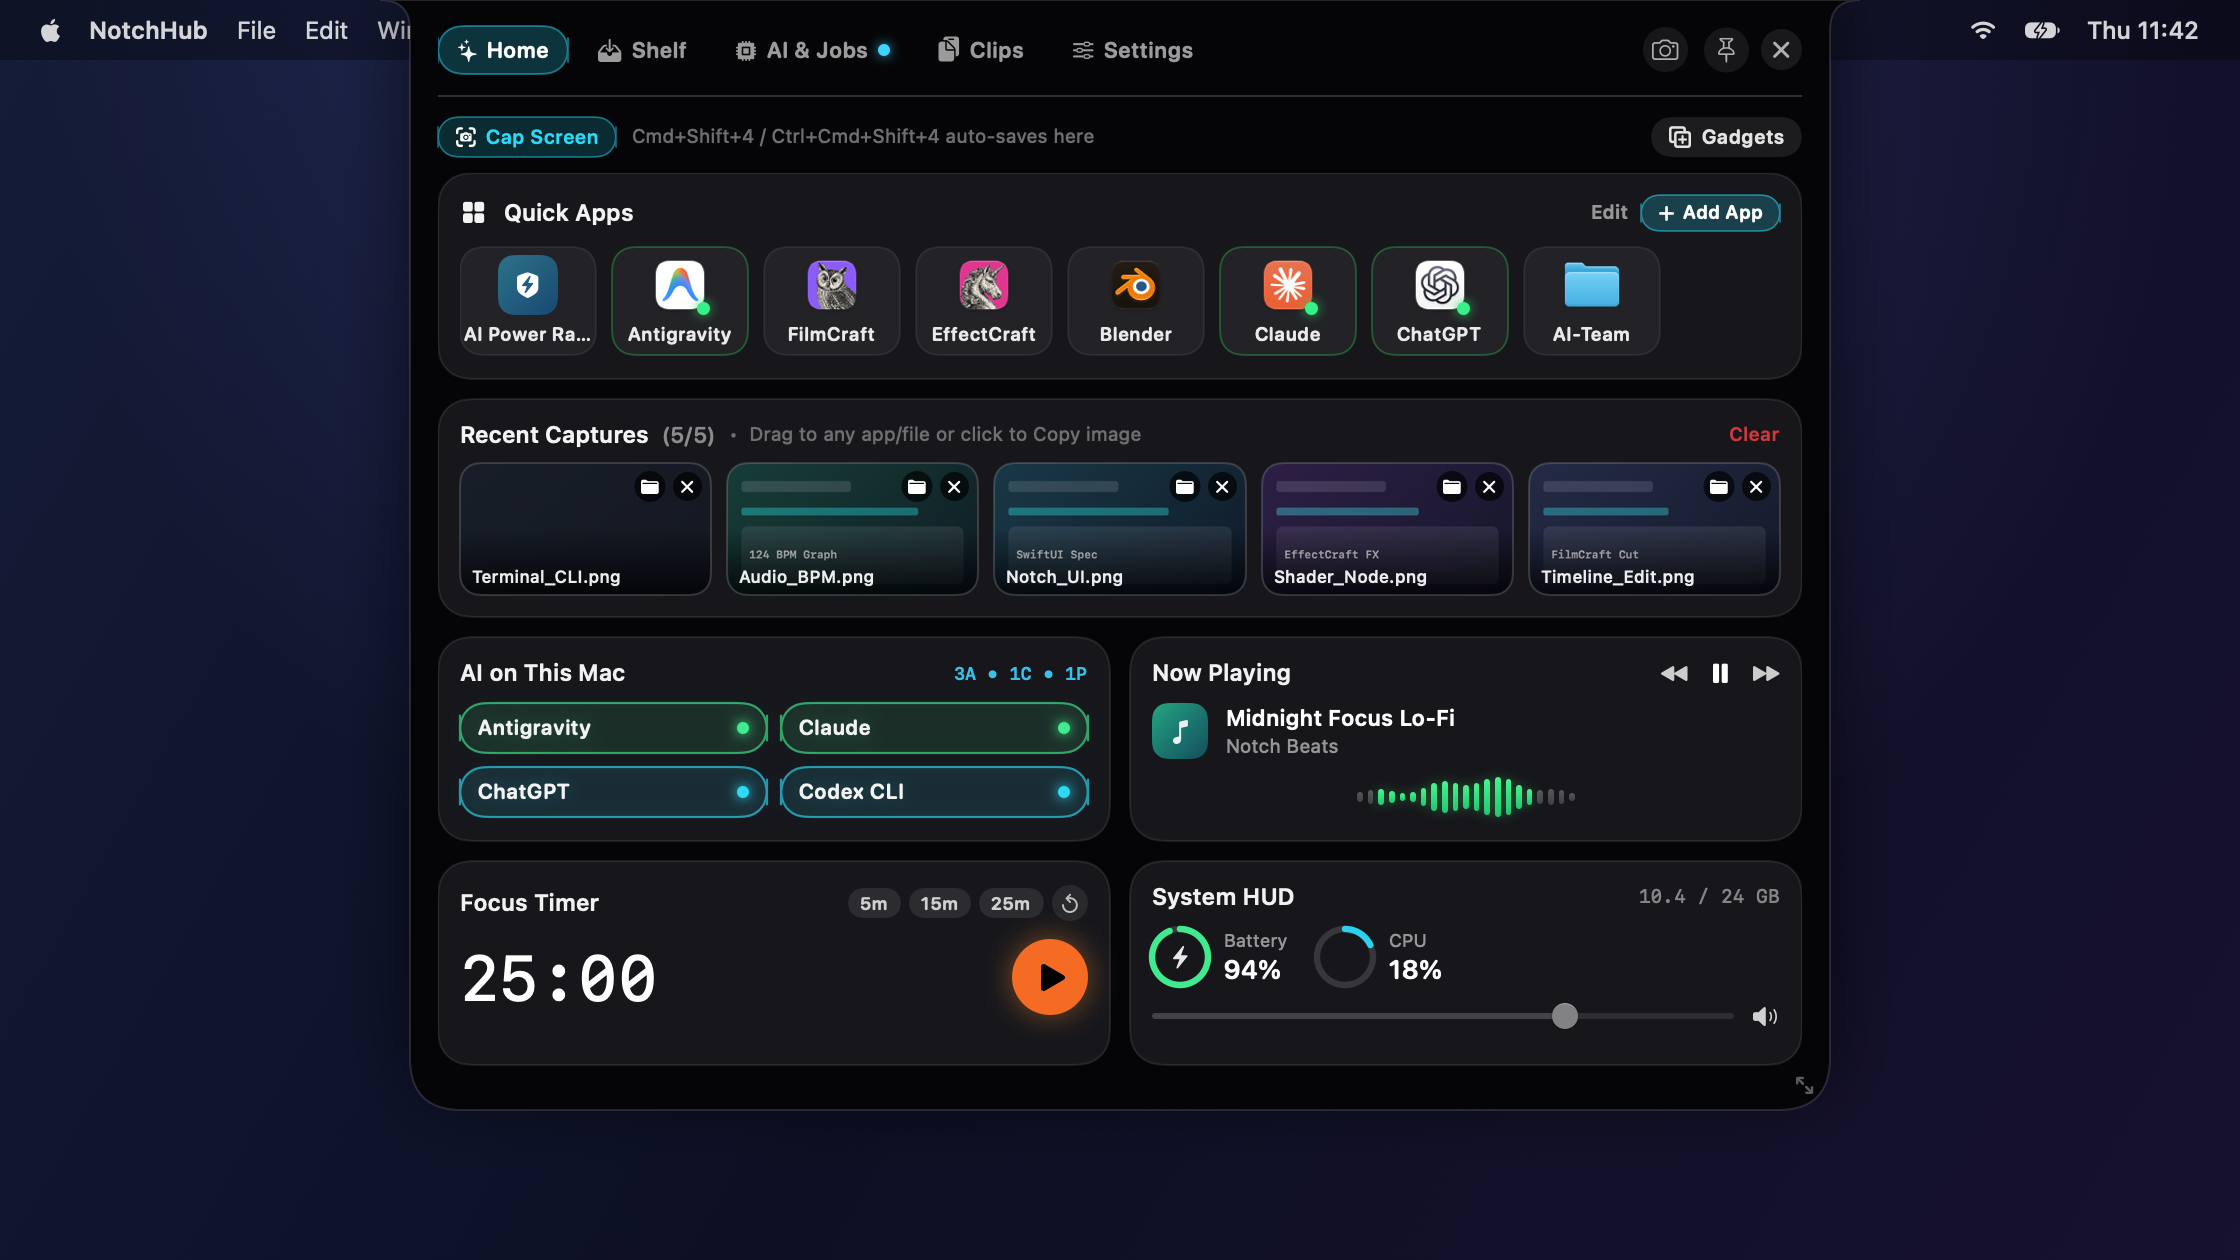 NotchHub File Edit Thu 11:42
Home Shelf AI & Jobs Clips Settings
Cap Screen Cmd+Shift+4 / Ctrl+Cmd+Shift+4 auto-saves here Gadgets
Quick Apps Edit + Add App
AI Power Ra... Antigravity FilmCraft EffectCraft Blender Claude ChatGPT AI-Team
Recent Captures (5/5) • Drag to any app/file or click to Copy image Clear
124 BPM Graph SwiftUI Spec EffectCraft FX FilmCraft Cut
Terminal_CLI.png Audio_BPM.png Notch_UI.png Shader_Node.png Timeline_Edit.png
AI on This Mac 3A • 1C • 1P
Antigravity Claude
ChatGPT Codex CLI
Now Playing
Midnight Focus Lo-Fi
Notch Beats
Focus Timer 5m 15m 25m
25:00
System HUD 10.4 / 24 GB
Battery CPU
94% 18%